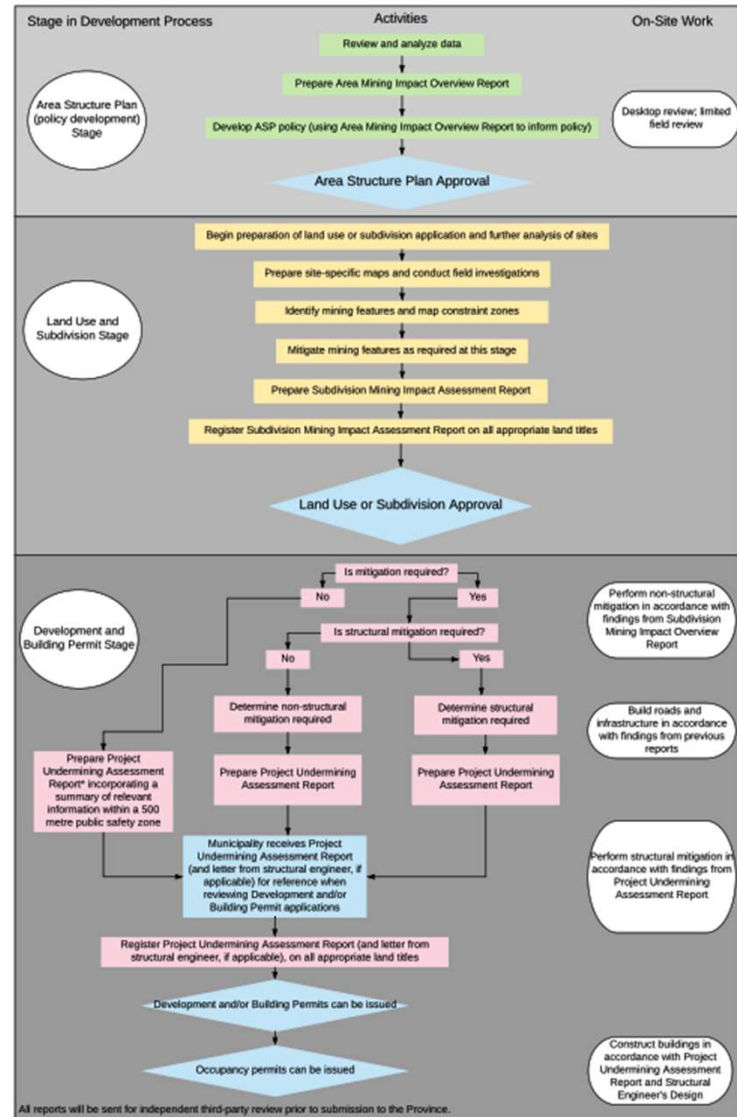 Stage in Development Process
Activities
On-Site Work
Review and analyze data
Prepare Area Mining Impact Overview Report
Develop ASP policy (using Area Mining Impact Overview Report to inform policy)
Area Structure Plan Approval
Area Structure Plan
(policy development)
Stage
Desktop review; limited
field review
Begin preparation of land use or subdivision application and further analysis of sites
Prepare site-specific maps and conduct field investigations
Identify mining features and map constraint zones
Mitigate mining features as required at this stage
Prepare Subdivision Mining Impact Assessment Report
Register Subdivision Mining Impact Assessment Report on all appropriate land titles
Land Use or Subdivision Approval
Land Use and
Subdivision Stage
Development and
Building Permit Stage
Is mitigation required?
No
Yes
Is structural mitigation required?
No
Yes
Determine non-structural
mitigation required
Determine structural
mitigation required
Prepare Project
Undermining Assessment
Report* incorporating a
summary of relevant
information within a 500
metre public safety zone
Prepare Project Undermining
Assessment Report
Prepare Project Undermining
Assessment Report
Municipality receives Project
Undermining Assessment Report
(and letter from structural engineer, if
applicable) for reference when
reviewing Development and/or
Building Permit applications
Register Project Undermining Assessment Report (and letter from
structural engineer, if applicable), on all appropriate land titles
Development and/or Building Permits can be issued
Occupancy permits can be issued
Perform non-structural
mitigation in accordance with
findings from Subdivision
Mining Impact Overview
Report
Build roads and
infrastructure in accordance
with findings from previous
reports
Perform structural mitigation in
accordance with findings from
Project Undermining
Assessment Report
Construct buildings in
accordance with Project
Undermining Assessment
Report and Structural
Engineer's Design
All reports will be sent for independent third-party review prior to submission to the Province.